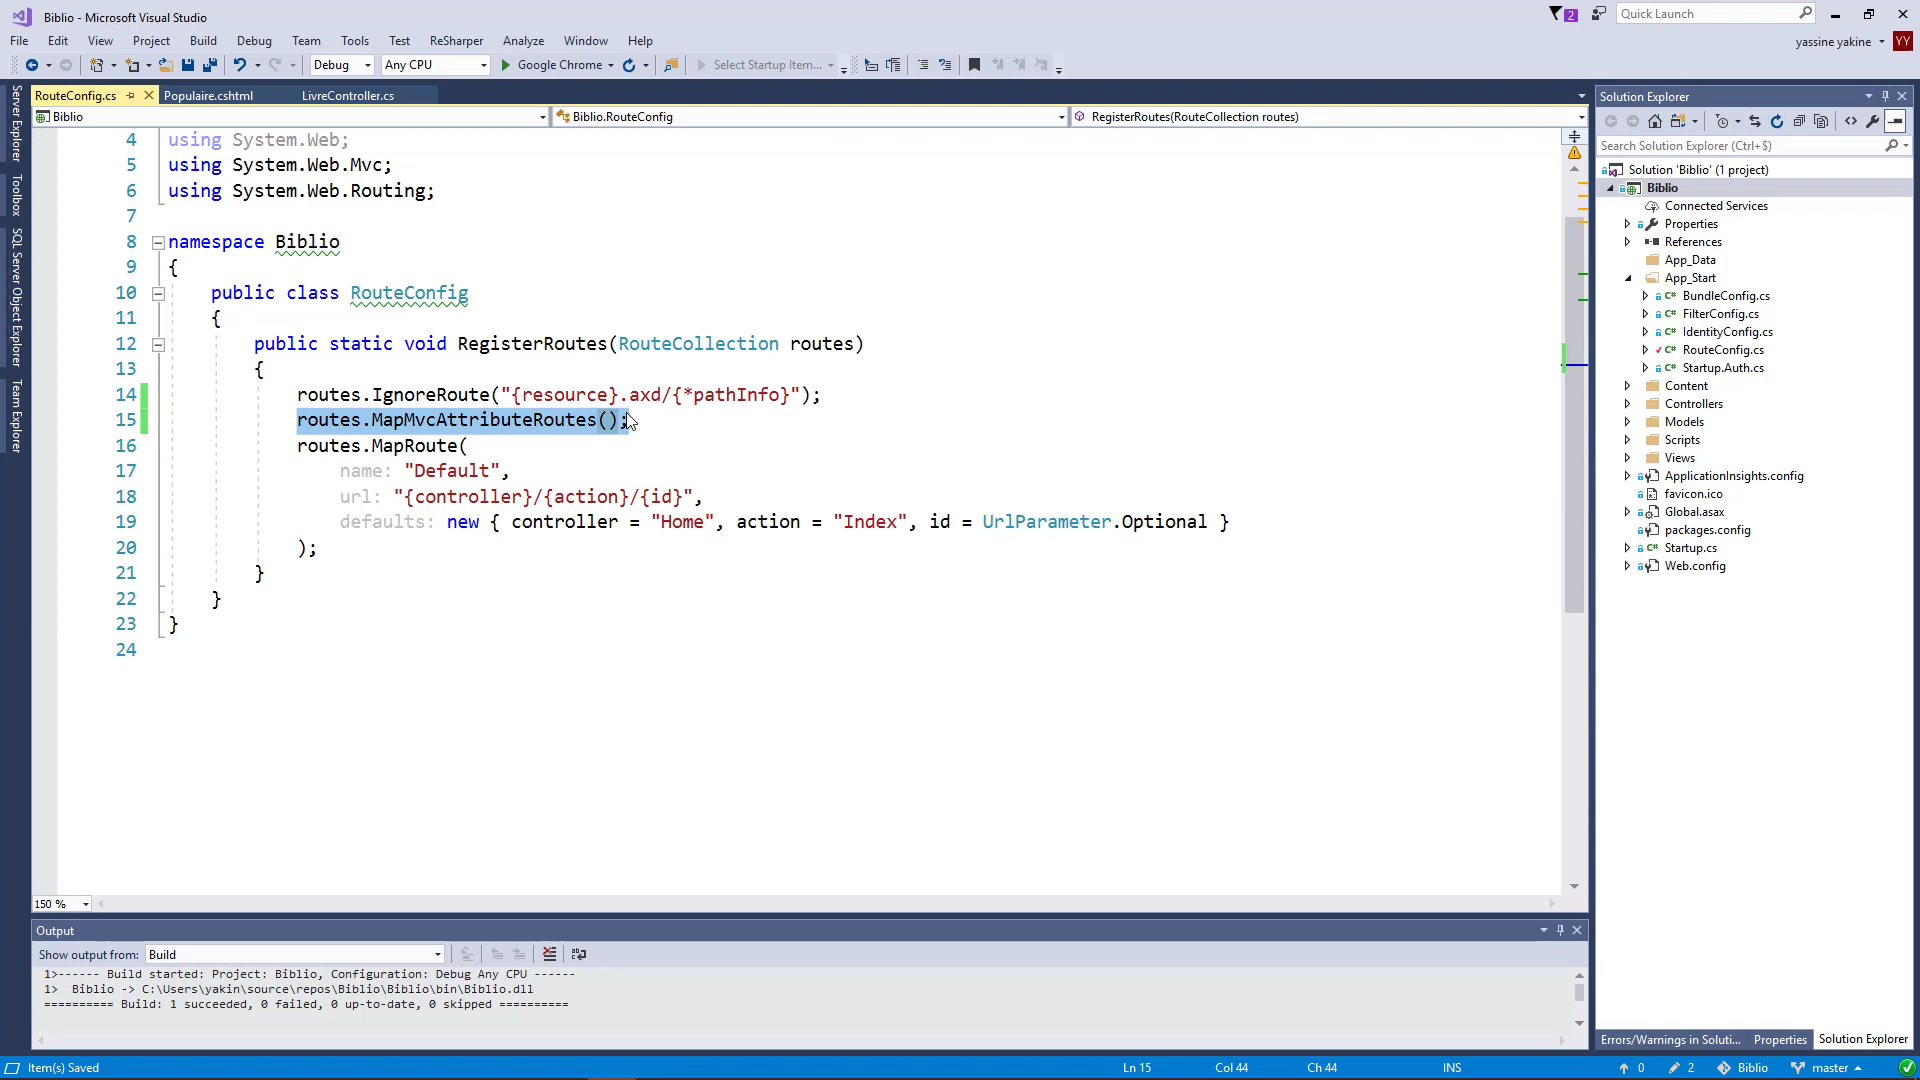 Biblio - Microsoft Visual Studio
2
Quick Launch
File Edit View Project Build Debug Team Tools Test ReSharper Analyze Window Help
yassine yakine
YY
Debug
Any CPU
Google Chrome
Select Startup Item...
RouteConfig.cs
Populaire.cshtml
LivreController.cs
Biblio
Biblio.RouteConfig
RegisterRoutes(RouteCollection routes)
Server Explorer
Toolbox
SQL Server Object Explorer
Team Explorer
4 using System.Web;
5 using System.Web.Mvc;
6 using System.Web.Routing;
7
8 namespace Biblio
9 {
10 public class RouteConfig
11 {
12 public static void RegisterRoutes(RouteCollection routes)
13 {
14 routes.IgnoreRoute("{resource}.axd/{*pathInfo}");
15 routes.MapMvcAttributeRoutes();
16 routes.MapRoute(
17 name: "Default",
18 url: "{controller}/{action}/{id}",
19 defaults: new { controller = "Home", action = "Index", id = UrlParameter.Optional }
20 );
21 }
22 }
23 }
24
150 %
Output
Show output from: Build
1>------ Build started: Project: Biblio, Configuration: Debug Any CPU ------
1>  Biblio -> C:\Users\yakin\source\repos\Biblio\Biblio\bin\Biblio.dll
========== Build: 1 succeeded, 0 failed, 0 up-to-date, 0 skipped ==========
Solution Explorer
Search Solution Explorer (Ctrl+$)
Solution 'Biblio' (1 project)
Biblio
Connected Services
Properties
References
App_Data
App_Start
C# BundleConfig.cs
C# FilterConfig.cs
C# IdentityConfig.cs
C# RouteConfig.cs
C# Startup.Auth.cs
Content
Controllers
Models
Scripts
Views
ApplicationInsights.config
favicon.ico
Global.asax
packages.config
C# Startup.cs
Web.config
Errors/Warnings in Soluti...
Properties
Solution Explorer
Item(s) Saved
Ln 15
Col 44
Ch 44
INS
0
2
Biblio
master